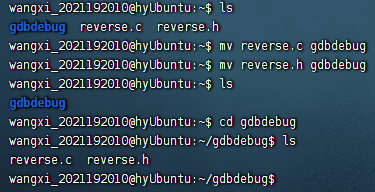 wangxi_2021192010@hyUbuntu:~$ ls
gdbdebug reverse.c reverse.h
wangxi_2021192010@hyUbuntu:~$ mv reverse.c gdbdebug
wangxi_2021192010@hyUbuntu:~$ mv reverse.h gdbdebug
wangxi_2021192010@hyUbuntu:~$ ls
gdbdebug
wangxi_2021192010@hyUbuntu:~$ cd gdbdebug
wangxi_2021192010@hyUbuntu:~/gdbdebug$ ls
reverse.c reverse.h
wangxi_2021192010@hyUbuntu:~/gdbdebug$